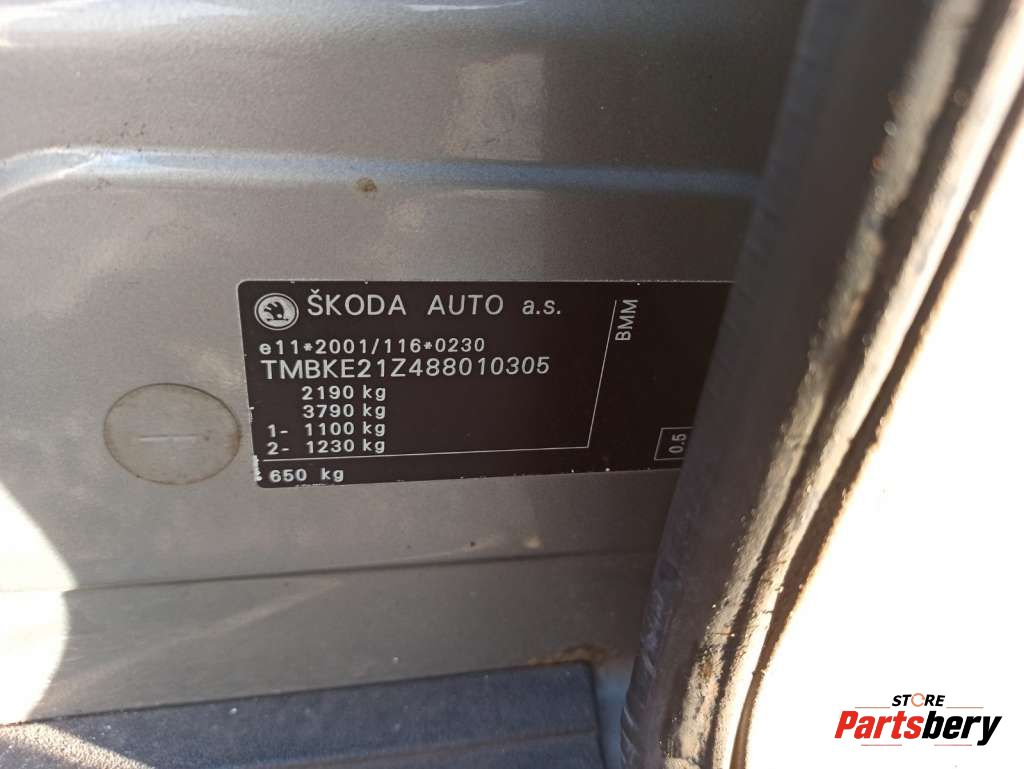 ŠKODA AUTO a.s.
e11*2001/116*0230
TMBKE21Z488010305
2190 kg
3790 kg
1- 1100 kg
2- 1230 kg
650 kg
BMM
0.5
STORE
Partsbery